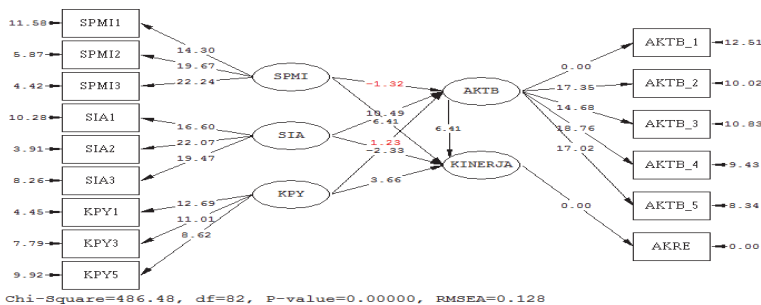 11.58 SPMI1
5.87 SPMI2
4.42 SPMI3
10.28 SIA1
3.91 SIA2
8.26 SIA3
4.45 KPY1
7.79 KPY3
9.92 KPY5
14.30
19.67
22.24
16.60
22.07
19.47
12.69
11.01
8.62
SPMI
SIA
KPY
-1.32
10.49
6.41
1.23
-2.33
3.66
AKTB
6.41
KINERJA
0.00
17.35
14.68
18.76
17.02
0.00
AKTB_1 12.51
AKTB_2 10.02
AKTB_3 10.83
AKTB_4 9.43
AKTB_5 8.34
AKRE 0.00
Chi-Square=486.48, df=82, P-value=0.00000, RMSEA=0.128